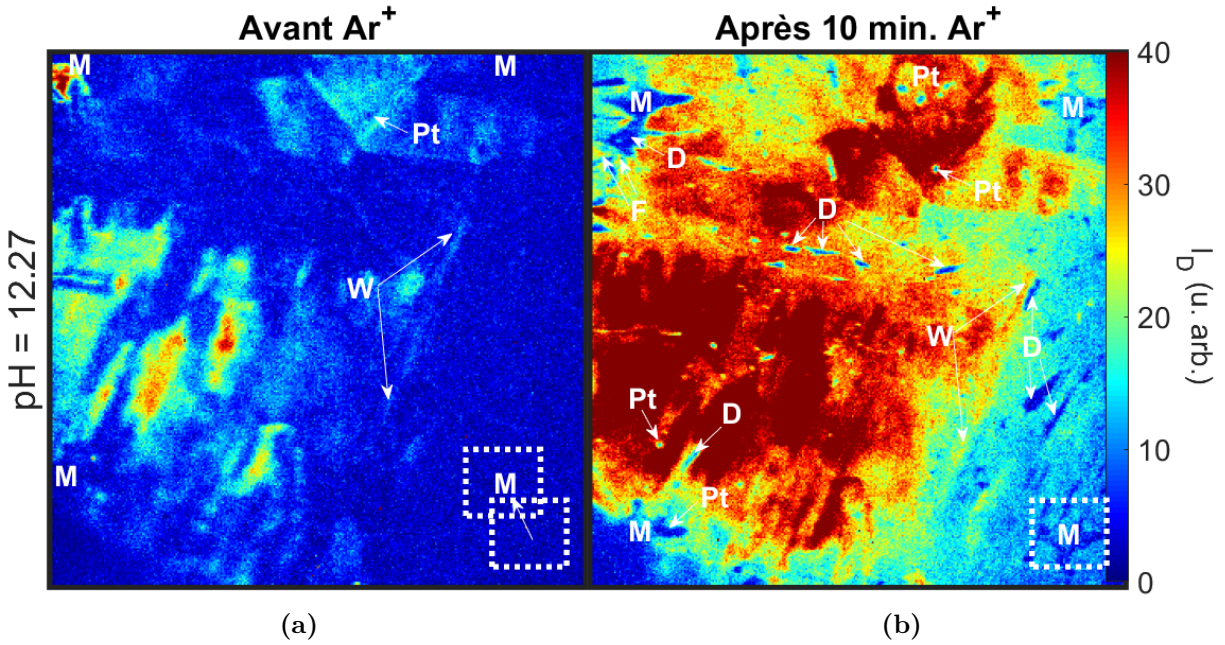 Avant Ar+
Après 10 min. Ar+
pH = 12.27
M
M
Pt
W
M
M
Pt
M
M
D
F
Pt
D
W
D
Pt
D
Pt
M
M
40
30
20
10
0
I_D (u. arb.)
(a)
(b)